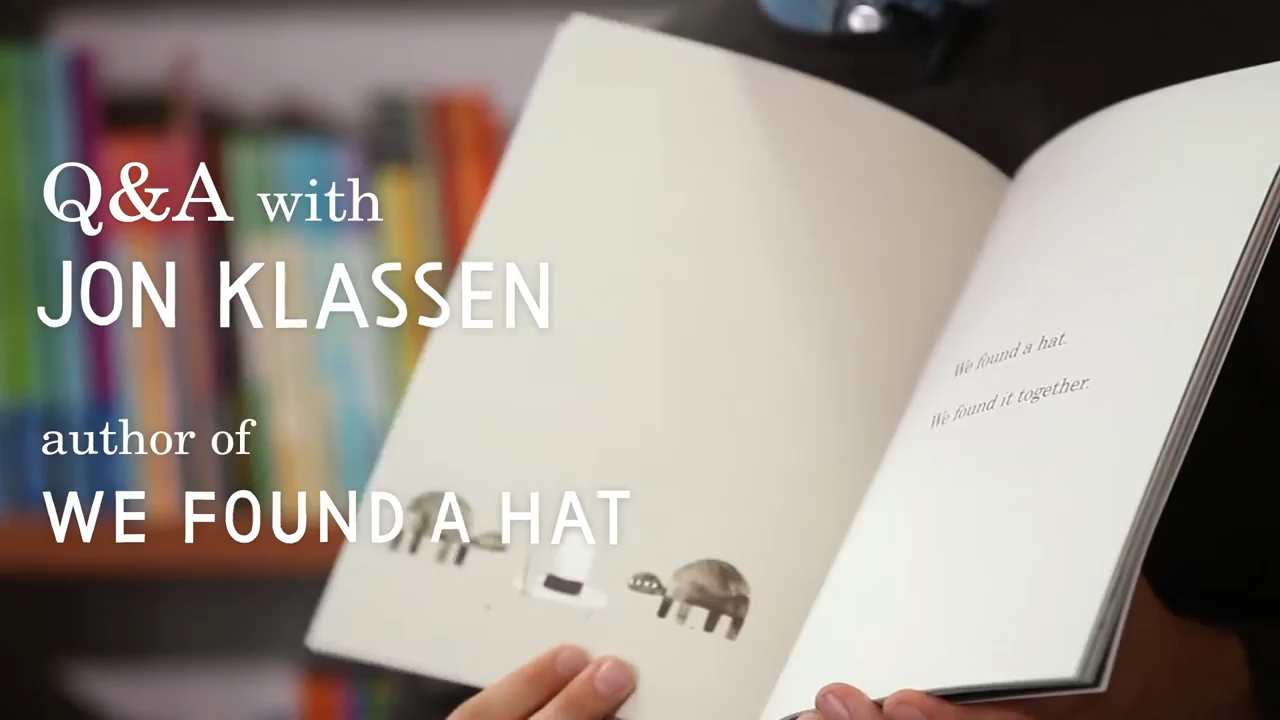 Q&A with
JON KLASSEN
author of
WE FOUND A HAT
We found a hat.
We found it together.